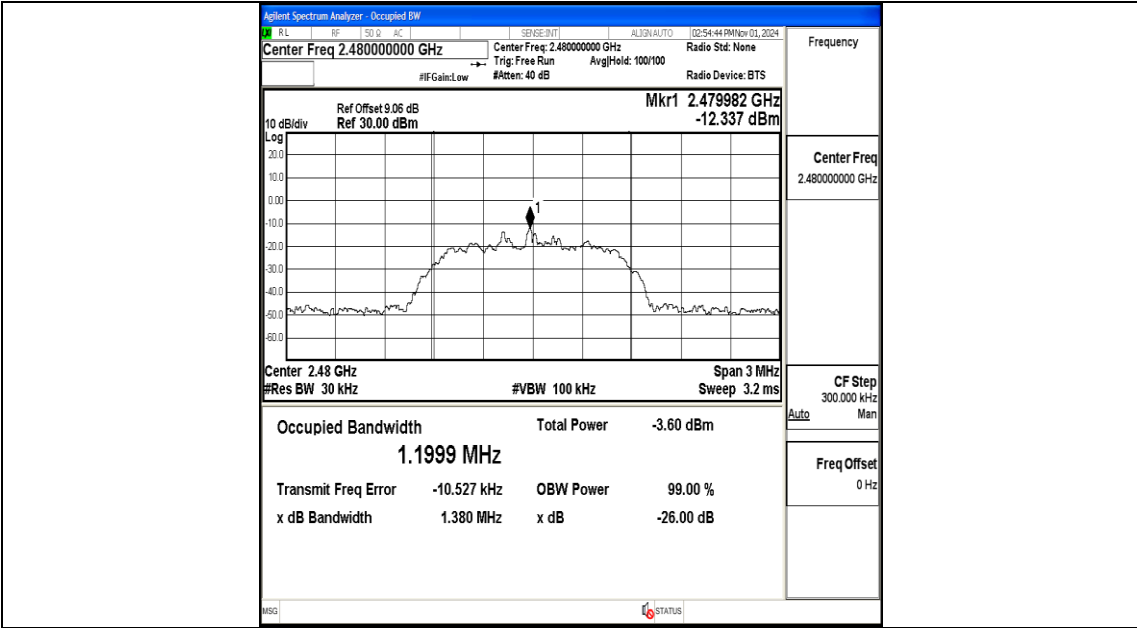 Agilent Spectrum Analyzer - Occupied BW
RL RF 50 Ω AC SENSE:INT ALIGN AUTO 02:54:44 PM Nov 01, 2024
Center Freq 2.480000000 GHz
Center Freq: 2.480000000 GHz
Radio Std: None
Trig: Free Run Avg|Hold: 100/100
#IFGain:Low #Atten: 40 dB Radio Device: BTS
Ref Offset 9.06 dB
10 dB/div Ref 30.00 dBm
Mkr1 2.479982 GHz
-12.337 dBm
Log
20.0
10.0
0.00
-10.0
-20.0
-30.0
-40.0
-50.0
-60.0
1
Center 2.48 GHz Span 3 MHz
#Res BW 30 kHz #VBW 100 kHz Sweep 3.2 ms
Occupied Bandwidth Total Power -3.60 dBm
1.1999 MHz
Transmit Freq Error -10.527 kHz OBW Power 99.00 %
x dB Bandwidth 1.380 MHz x dB -26.00 dB
MSG STATUS
Frequency
Center Freq
2.480000000 GHz
CF Step
300.000 kHz
Auto Man
Freq Offset
0 Hz